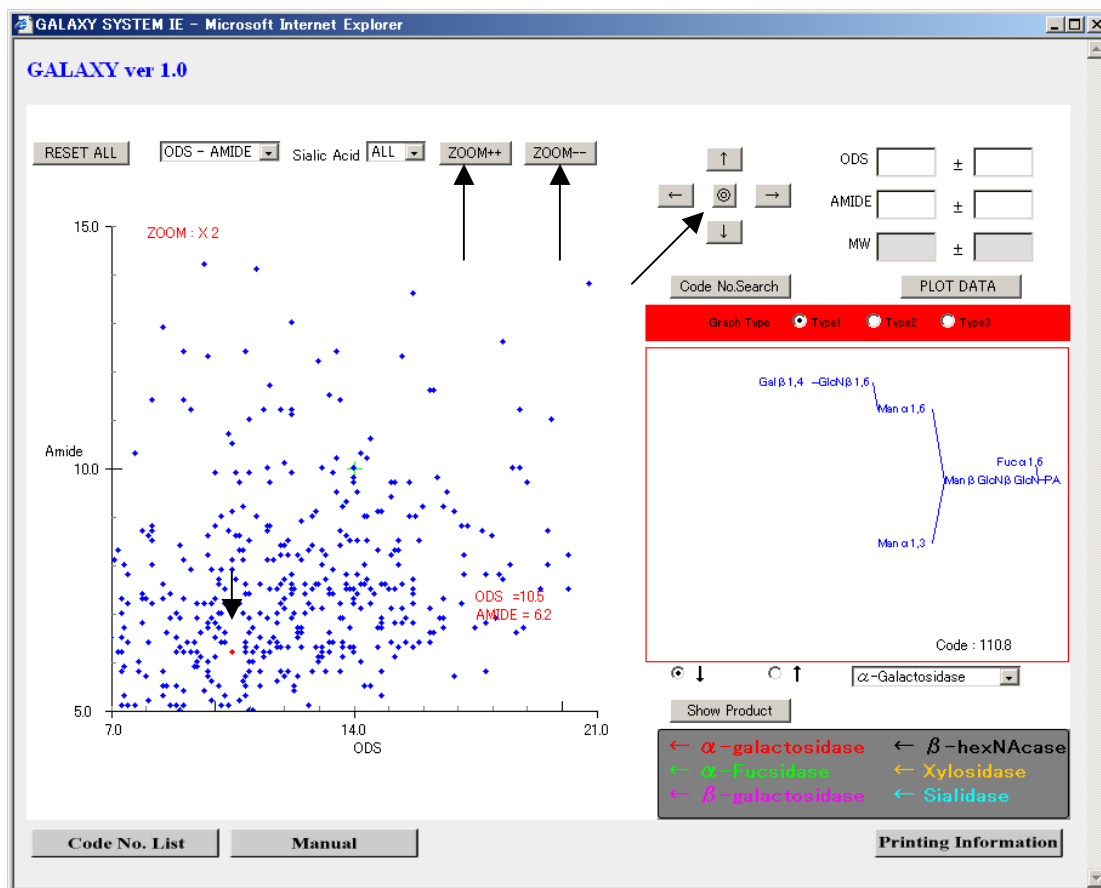 GALAXY SYSTEM IE - Microsoft Internet Explorer
GALAXY ver 1.0
RESET ALL
ODS - AMIDE
Sialic Acid
ALL
ZOOM++
ZOOM--
↑
← ◎ →
↓
ODS ±
AMIDE ±
MW ±
Code No.Search
PLOT DATA
ZOOM : X 2
15.0
Amide
10.0
5.0
7.0
14.0
21.0
ODS
ODS =10.5
AMIDE = 6.2
Graph Type Type1 Type2 Type3
Galβ1,4 -GlcNβ1,6
Manα1,6
Fucα1,6
ManβGlcNβGlcN-PA
Manα1,3
Code : 110.8
↓ ↑
α-Galactosidase
Show Product
← α-galactosidase
← β-hexNAcase
← α-Fucsidase
← Xylosidase
← β-galactosidase
← Sialidase
Code No. List
Manual
Printing Information